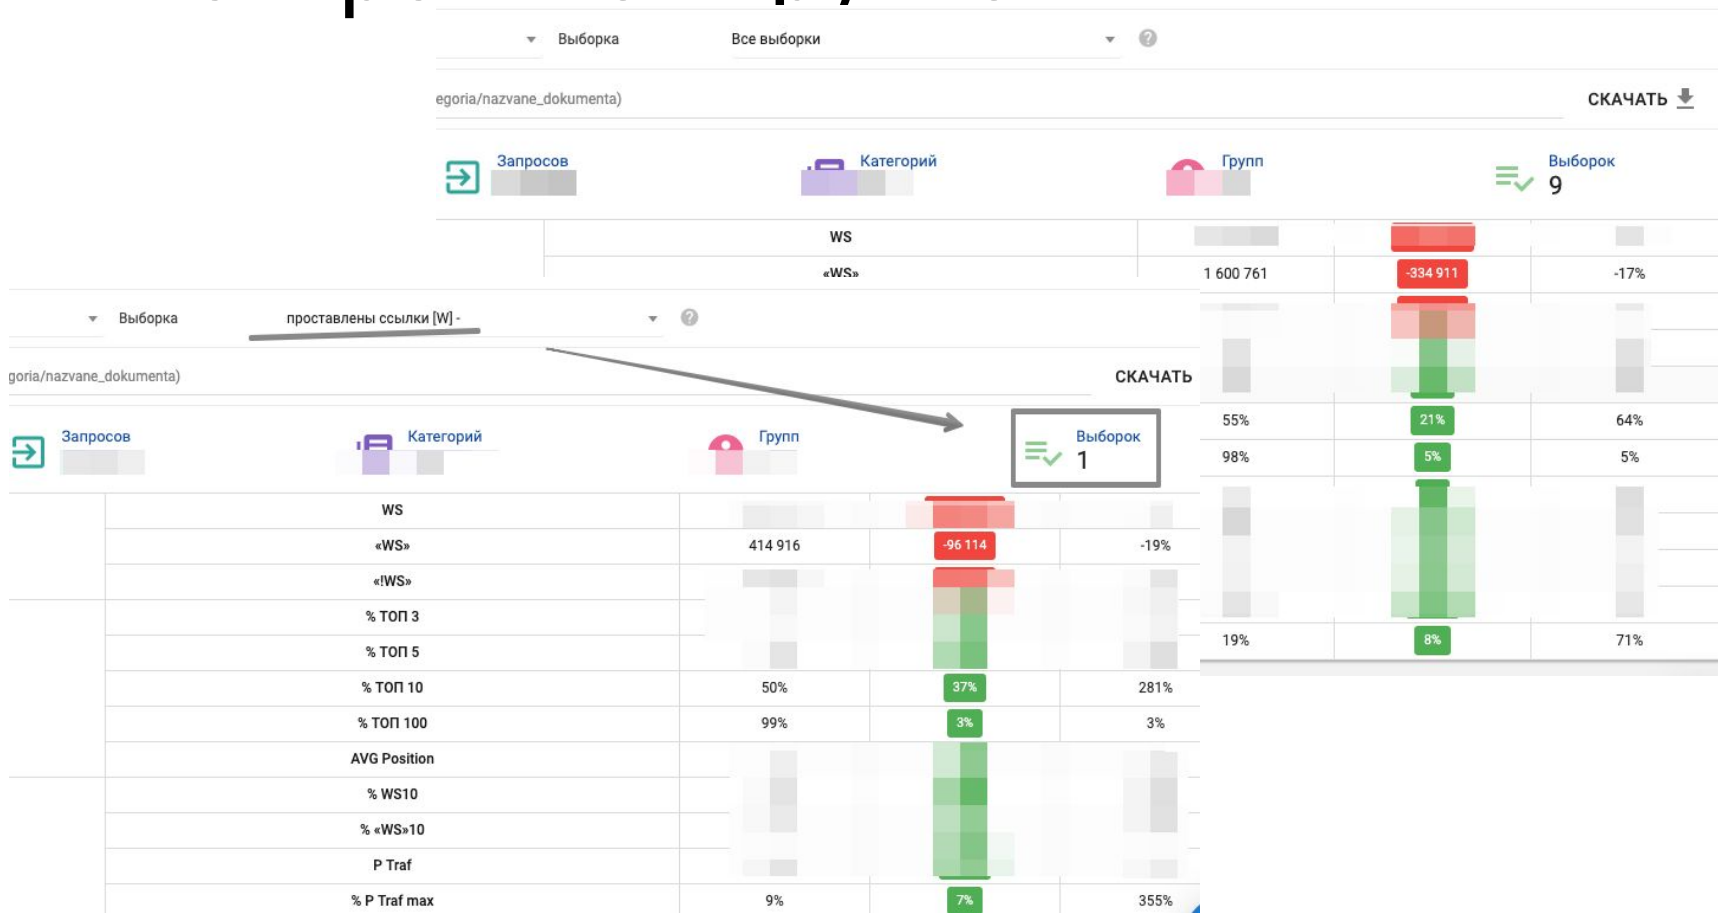 Выборка Все выборки
egoria/nazvane_dokumenta) СКАЧАТЬ
Запросов Категорий Групп Выборок
9
WS
«WS» 1 600 761 -334 911 -17%
55% 21% 64%
98% 5% 5%
19% 8% 71%
Выборка проставлены ссылки [W] -
goria/nazvane_dokumenta) СКАЧАТЬ
Запросов Категорий Групп Выборок
1
WS
«WS» 414 916 -96 114 -19%
«!WS»
% ТОП 3
% ТОП 5
% ТОП 10 50% 37% 281%
% ТОП 100 99% 3% 3%
AVG Position
% WS10
% «WS»10
P Traf
% P Traf max 9% 7% 355%